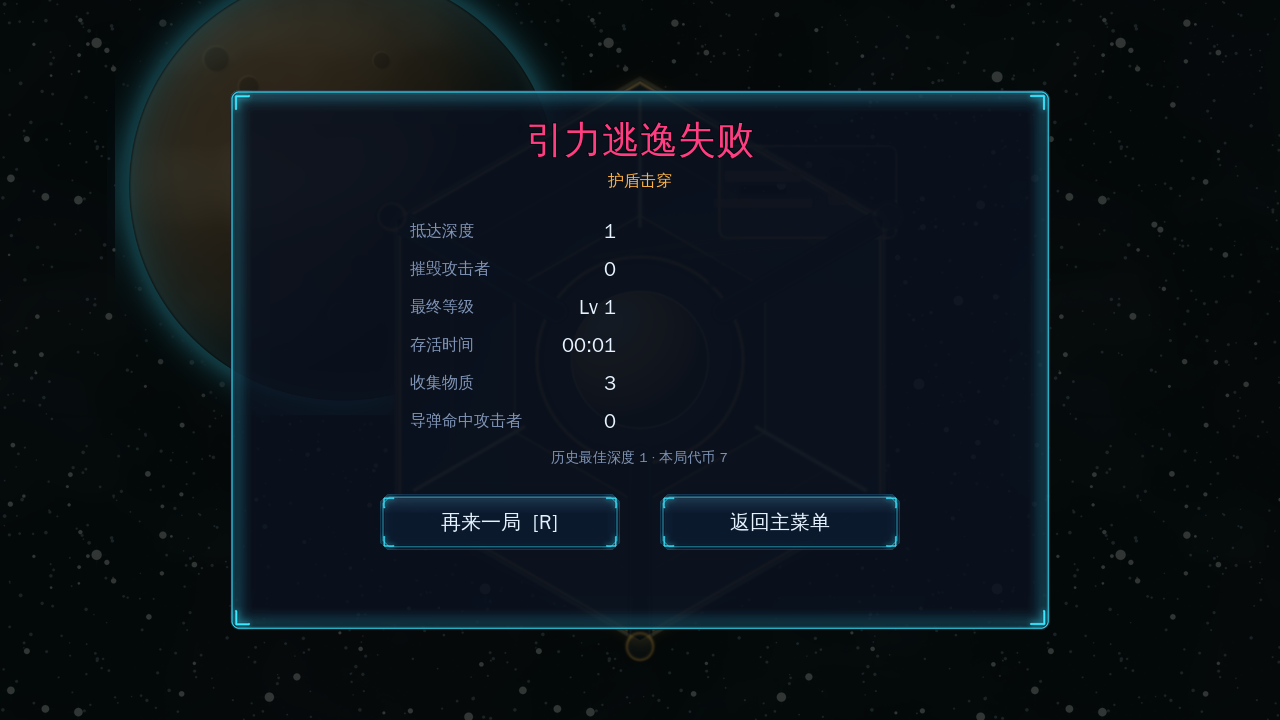 引力逃逸失败
护盾击穿
抵达深度 1
摧毁攻击者 0
最终等级 Lv 1
存活时间 00:01
收集物质 3
导弹命中攻击者 0
历史最佳深度 1 · 本局代币 7
再来一局 [R] 返回主菜单